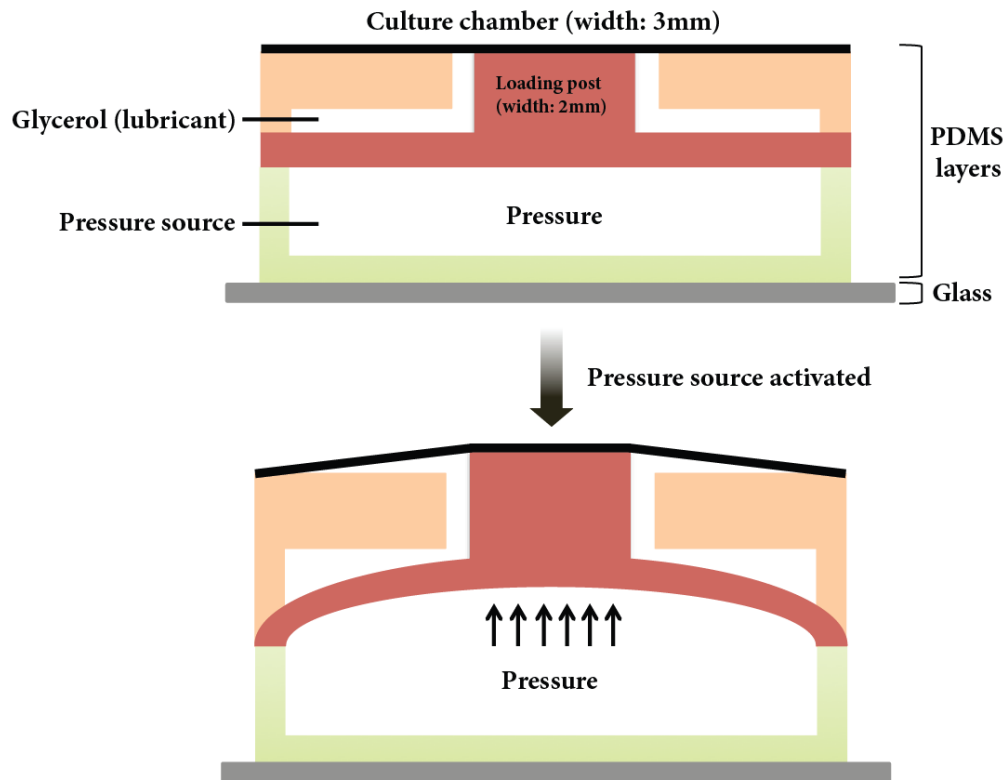 Culture chamber (width: 3mm)
Loading post
(width: 2mm)
Glycerol (lubricant)
PDMS
layers
Pressure source
Pressure
Glass
Pressure source activated
Pressure